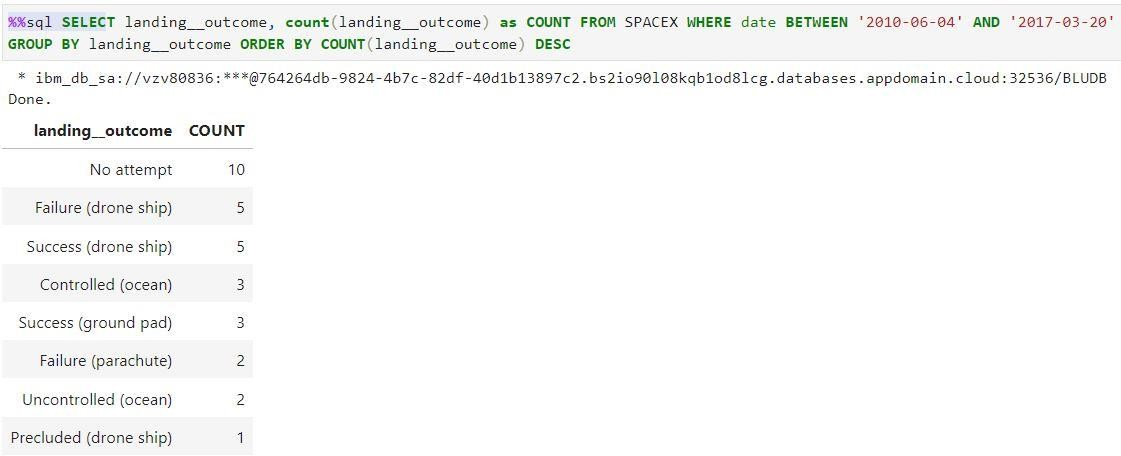 %%sql SELECT landing__outcome, count(landing__outcome) as COUNT FROM SPACEX WHERE date BETWEEN '2010-06-04' AND '2017-03-20'
GROUP BY landing__outcome ORDER BY COUNT(landing__outcome) DESC
* ibm_db_sa://vzv80836:***@764264db-9824-4b7c-82df-40d1b13897c2.bs2io90l08kqb1od8lcg.databases.appdomain.cloud:32536/BLUDB
Done.
landing__outcome COUNT
No attempt 10
Failure (drone ship) 5
Success (drone ship) 5
Controlled (ocean) 3
Success (ground pad) 3
Failure (parachute) 2
Uncontrolled (ocean) 2
Precluded (drone ship) 1